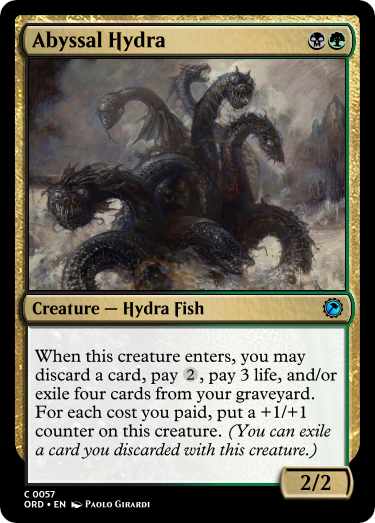 Abyssal Hydra
Creature — Hydra Fish
When this creature enters, you may
discard a card, pay 2, pay 3 life, and/or
exile four cards from your graveyard.
For each cost you paid, put a +1/+1
counter on this creature. (You can exile
a card you discarded with this creature.)
2/2
C 0057
ORD • EN Paolo Girardi